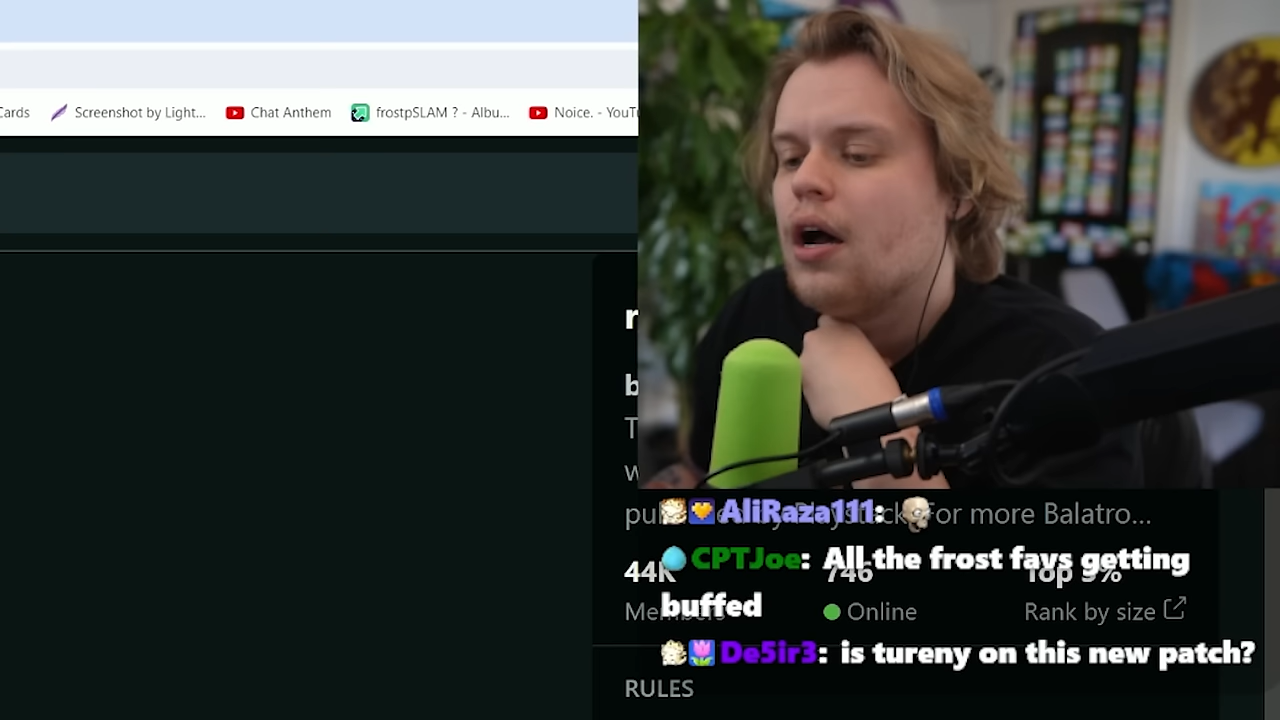 Cards
Screenshot by Light...
Chat Anthem
frostpSLAM ? - Albu...
Noice. - YouTu
r
b
T
w
AliRaza111:
For more Balatro...
CPTJoe: All the frost favs getting
buffed
44K
746
Top 5%
Members
Online
Rank by size
De5ir3: is tureny on this new patch?
RULES